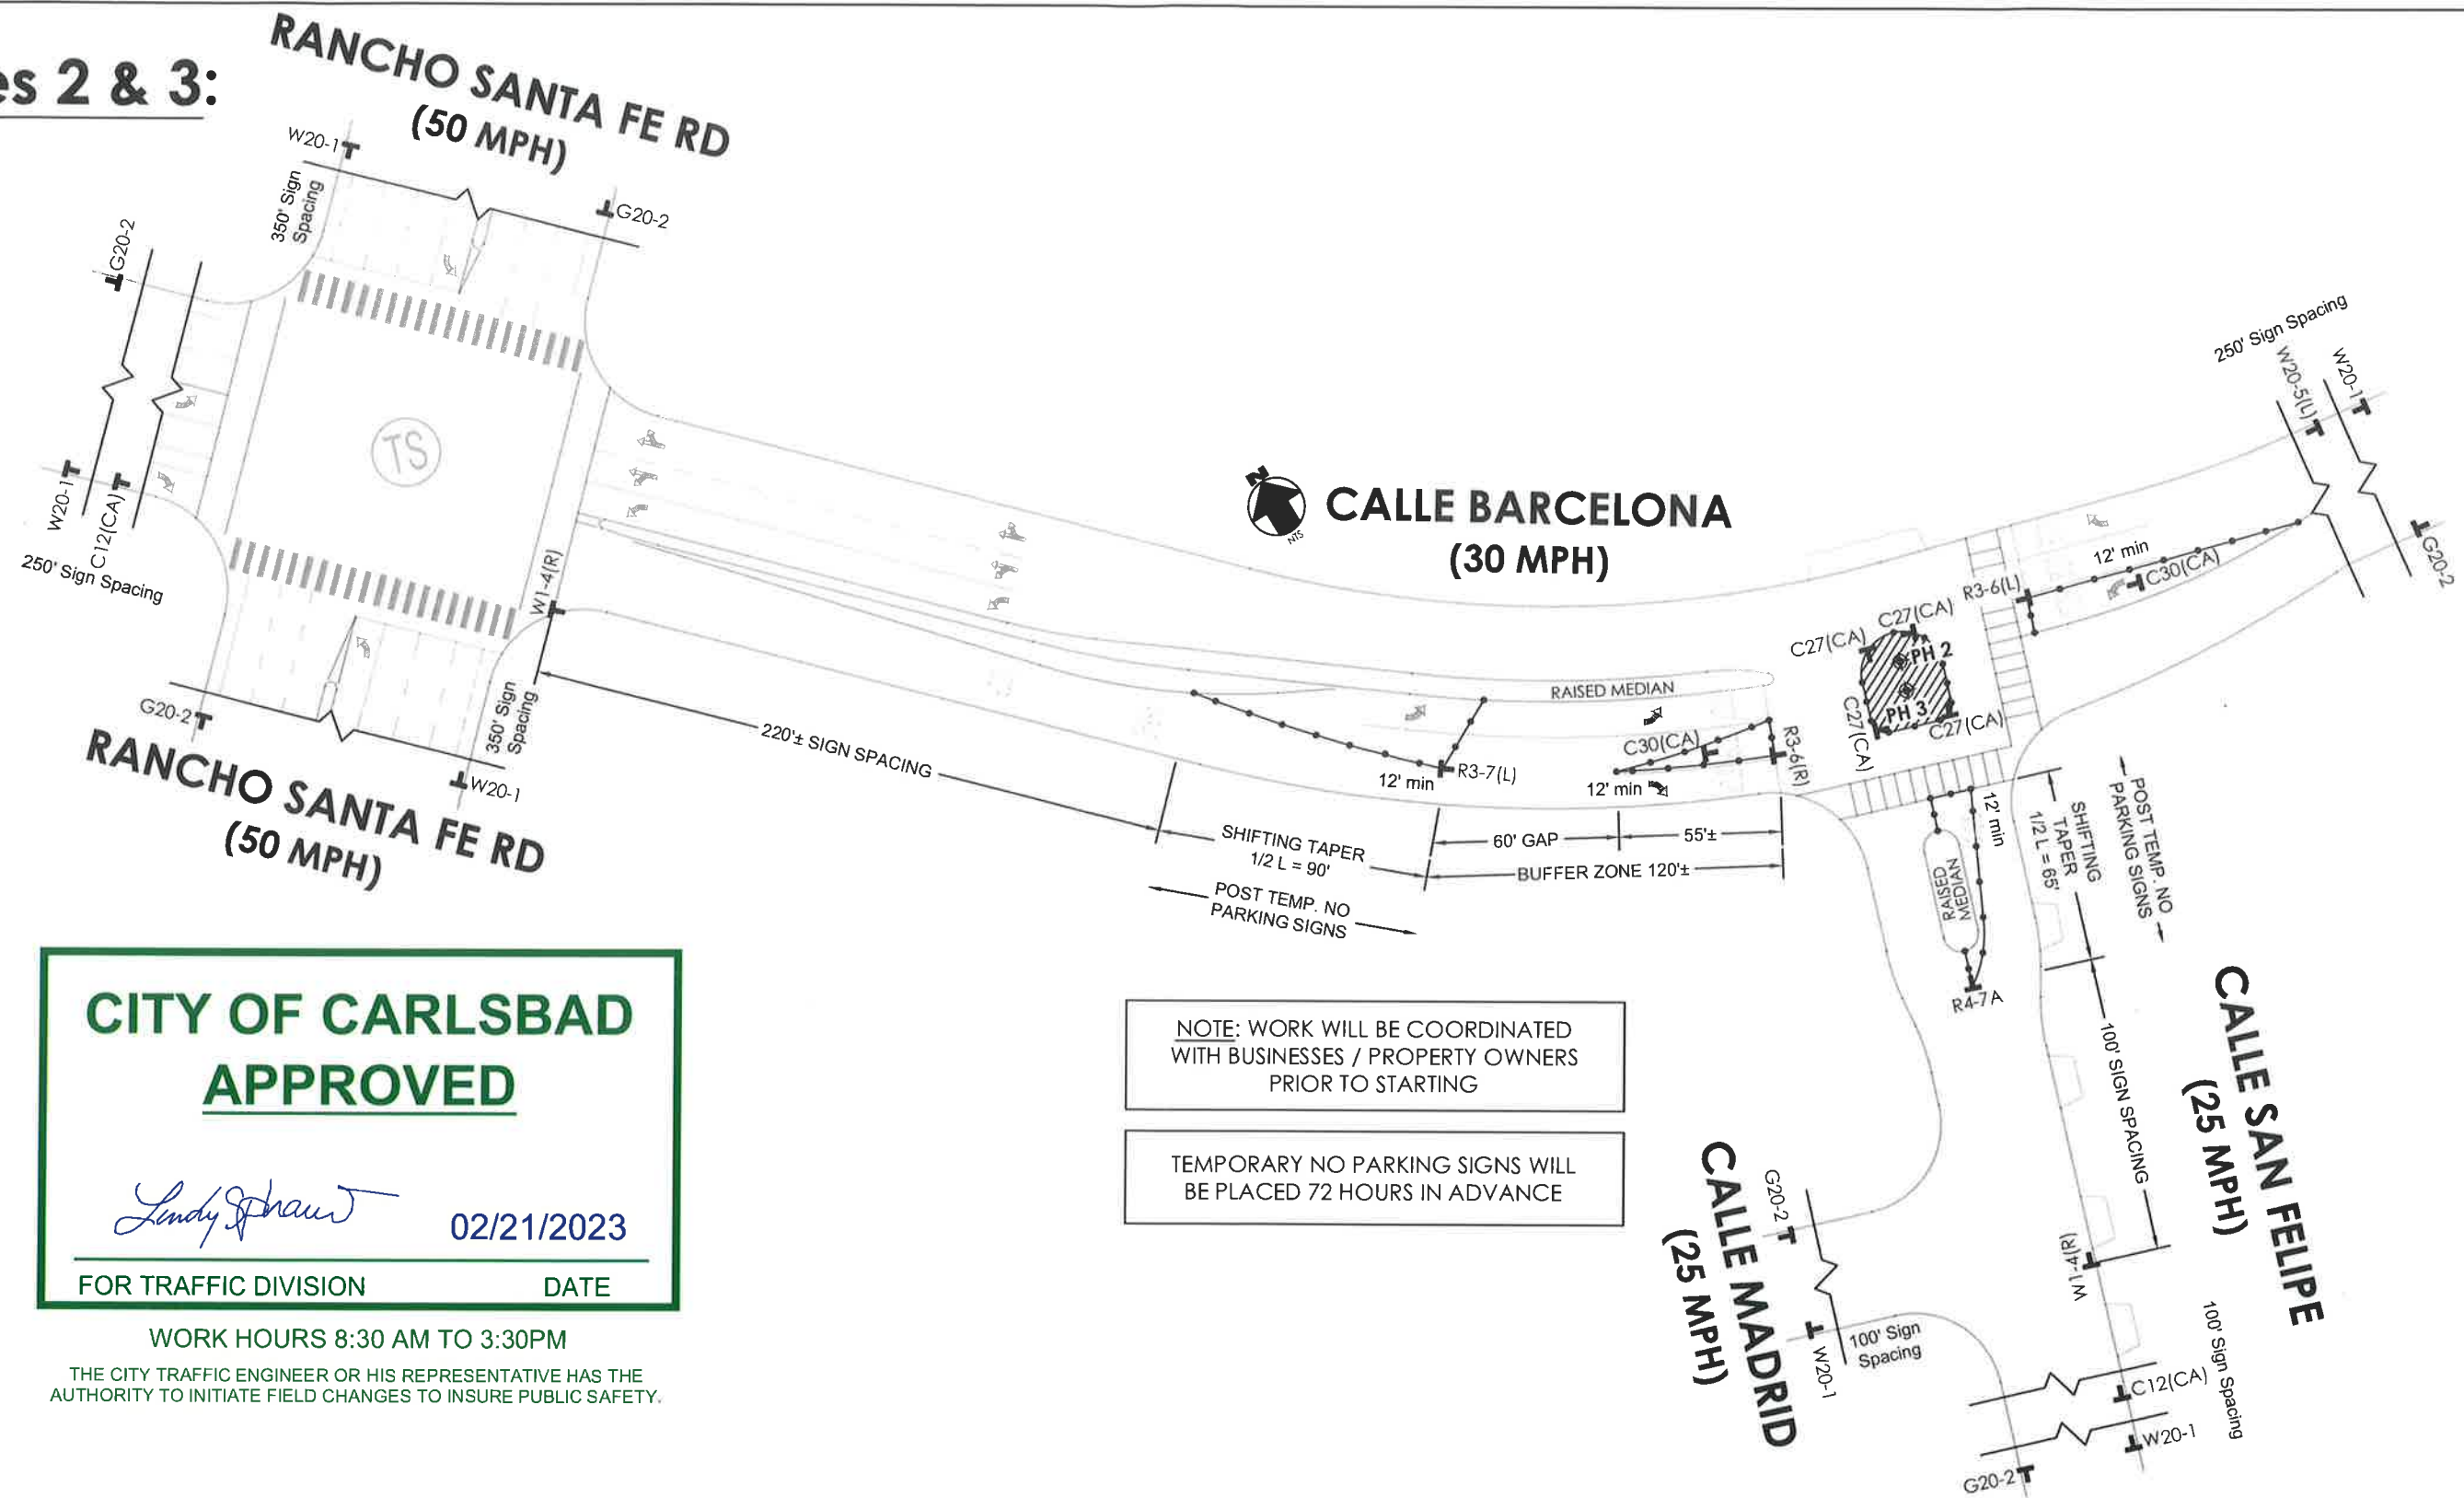 es 2 & 3:
RANCHO SANTA FE RD
(50 MPH)
W20-1
350' Sign
Spacing
G20-2
G20-2
TS
W20-1
C12(CA)
250' Sign Spacing
W1-4(R)
350' Sign
Spacing
G20-2
W20-1
RANCHO SANTA FE RD
(50 MPH)
N
NTS
CALLE BARCELONA
(30 MPH)
250' Sign Spacing
W20-5(L)
W20-1
G20-2
12' min
C30(CA)
R3-6(L)
C27(CA)
C27(CA)
PH 2
PH 3
C27(CA)
C27(CA)
RAISED MEDIAN
C30(CA)
R3-6(R)
12' min
R3-7(L)
12' min
220'± SIGN SPACING
SHIFTING TAPER
1/2 L = 90'
60' GAP
55'±
BUFFER ZONE 120'±
POST TEMP. NO
PARKING SIGNS
12' min
RAISED
MEDIAN
R4-7A
SHIFTING
TAPER
1/2 L = 65'
POST TEMP. NO
PARKING SIGNS
100' SIGN SPACING
CALLE SAN FELIPE
(25 MPH)
W1-4(R)
100' Sign Spacing
C12(CA)
W20-1
G20-2
CALLE MADRID
(25 MPH)
G20-2
W20-1
100' Sign
Spacing
NOTE: WORK WILL BE COORDINATED
WITH BUSINESSES / PROPERTY OWNERS
PRIOR TO STARTING
TEMPORARY NO PARKING SIGNS WILL
BE PLACED 72 HOURS IN ADVANCE
CITY OF CARLSBAD
APPROVED
02/21/2023
FOR TRAFFIC DIVISION DATE
WORK HOURS 8:30 AM TO 3:30PM
THE CITY TRAFFIC ENGINEER OR HIS REPRESENTATIVE HAS THE
AUTHORITY TO INITIATE FIELD CHANGES TO INSURE PUBLIC SAFETY.